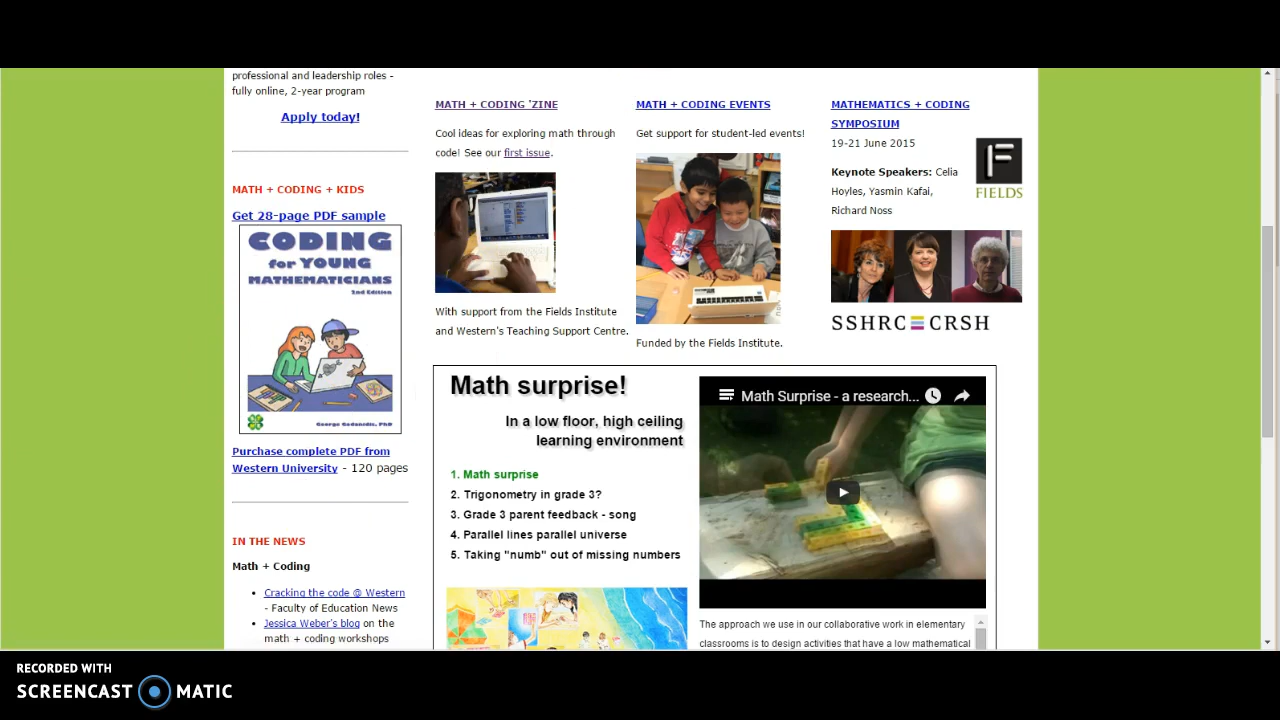 professional and leadership roles -
fully online, 2-year program
Apply today!
MATH + CODING + KIDS
Get 28-page PDF sample
CODING
for YOUNG
MATHEMATICIANS
2nd Edition
George Gadanidis, PhD
Purchase complete PDF from
Western University - 120 pages
IN THE NEWS
Math + Coding
• Cracking the code @ Western
- Faculty of Education News
• Jessica Weber's blog on the
math + coding workshops
MATH + CODING 'ZINE
Cool ideas for exploring math through
code! See our first issue.
With support from the Fields Institute
and Western's Teaching Support Centre.
MATH + CODING EVENTS
Get support for student-led events!
Funded by the Fields Institute.
MATHEMATICS + CODING
SYMPOSIUM
19-21 June 2015
Keynote Speakers: Celia
Hoyles, Yasmin Kafai,
Richard Noss
F
FIELDS
SSHRC CRSH
Math surprise!
In a low floor, high ceiling
learning environment
1. Math surprise
2. Trigonometry in grade 3?
3. Grade 3 parent feedback - song
4. Parallel lines parallel universe
5. Taking "numb" out of missing numbers
Math Surprise - a research...
The approach we use in our collaborative work in elementary
classrooms is to design activities that have a low mathematical
RECORDED WITH
SCREENCAST MATIC